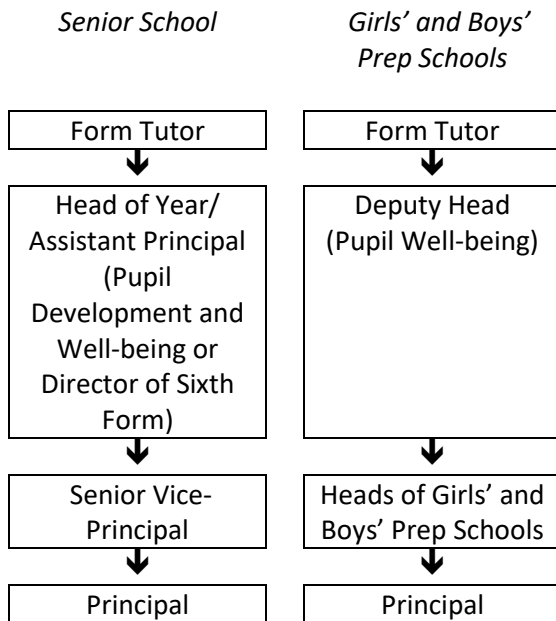 Senior School
Girls’ and Boys’
Prep Schools
Form Tutor
Form Tutor
Head of Year/
Assistant Principal
(Pupil
Development and
Well-being or
Director of Sixth
Form)
Deputy Head
(Pupil Well-being)
Senior Vice-
Principal
Heads of Girls’ and
Boys’ Prep Schools
Principal
Principal